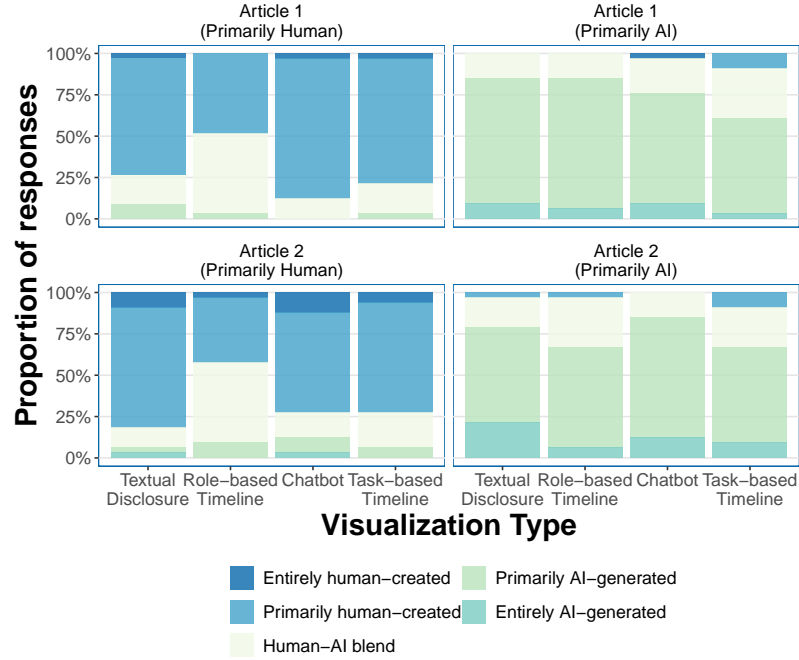 Article 1
(Primarily Human)
Article 1
(Primarily AI)
100%
75%
50%
25%
0%
Article 2
(Primarily Human)
Article 2
(Primarily AI)
100%
75%
50%
25%
0%
Proportion of responses
Textual
Disclosure
Role−based
Timeline
Chatbot
Task−based
Timeline
Textual
Disclosure
Role−based
Timeline
Chatbot
Task−based
Timeline
Visualization Type
Entirely human−created
Primarily human−created
Human−AI blend
Primarily AI−generated
Entirely AI−generated